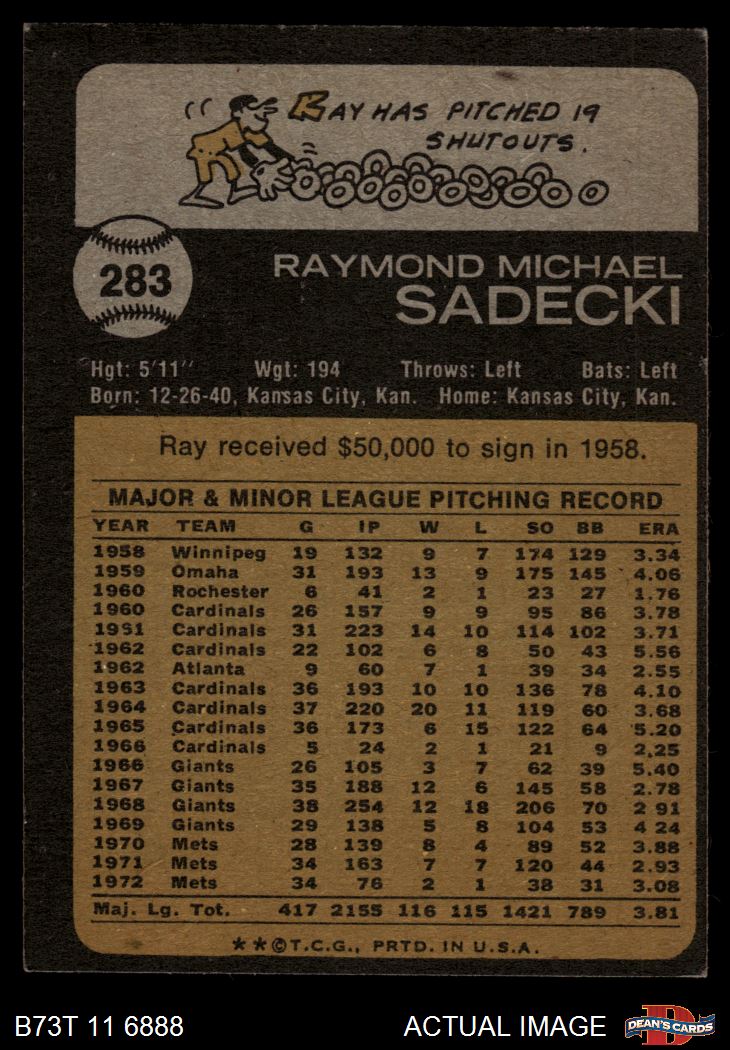 RAY HAS PITCHED 19
SHUTOUTS.
283
RAYMOND MICHAEL
SADECKI
Hgt: 5'11" Wgt: 194 Throws: Left Bats: Left
Born: 12-26-40, Kansas City, Kan. Home: Kansas City, Kan.
Ray received $50,000 to sign in 1958.
MAJOR & MINOR LEAGUE PITCHING RECORD
YEAR TEAM G IP W L SO BB ERA
1958 Winnipeg 19 132 9 7 174 129 3.34
1959 Omaha 31 193 13 9 175 145 4.06
1960 Rochester 6 41 2 1 23 27 1.76
1960 Cardinals 26 157 9 9 95 86 3.78
1961 Cardinals 31 223 14 10 114 102 3.71
1962 Cardinals 22 102 6 8 50 43 5.56
1962 Atlanta 9 60 7 1 39 34 2.55
1963 Cardinals 36 193 10 10 136 78 4.10
1964 Cardinals 37 220 20 11 119 60 3.68
1965 Cardinals 36 173 6 15 122 64 5.20
1966 Cardinals 5 24 2 1 21 9 2.25
1966 Giants 26 105 3 7 62 39 5.40
1967 Giants 35 188 12 6 145 58 2.78
1968 Giants 38 254 12 18 206 70 2 91
1969 Giants 29 138 5 8 104 53 4 24
1970 Mets 28 139 8 4 89 52 3.88
1971 Mets 34 163 7 7 120 44 2.93
1972 Mets 34 76 2 1 38 31 3.08
Maj. Lg. Tot. 417 2155 116 115 1421 789 3.81
**©T.C.G., PRTD. IN U.S.A.
B73T 11 6888 ACTUAL IMAGE
DEAN'S CARDS